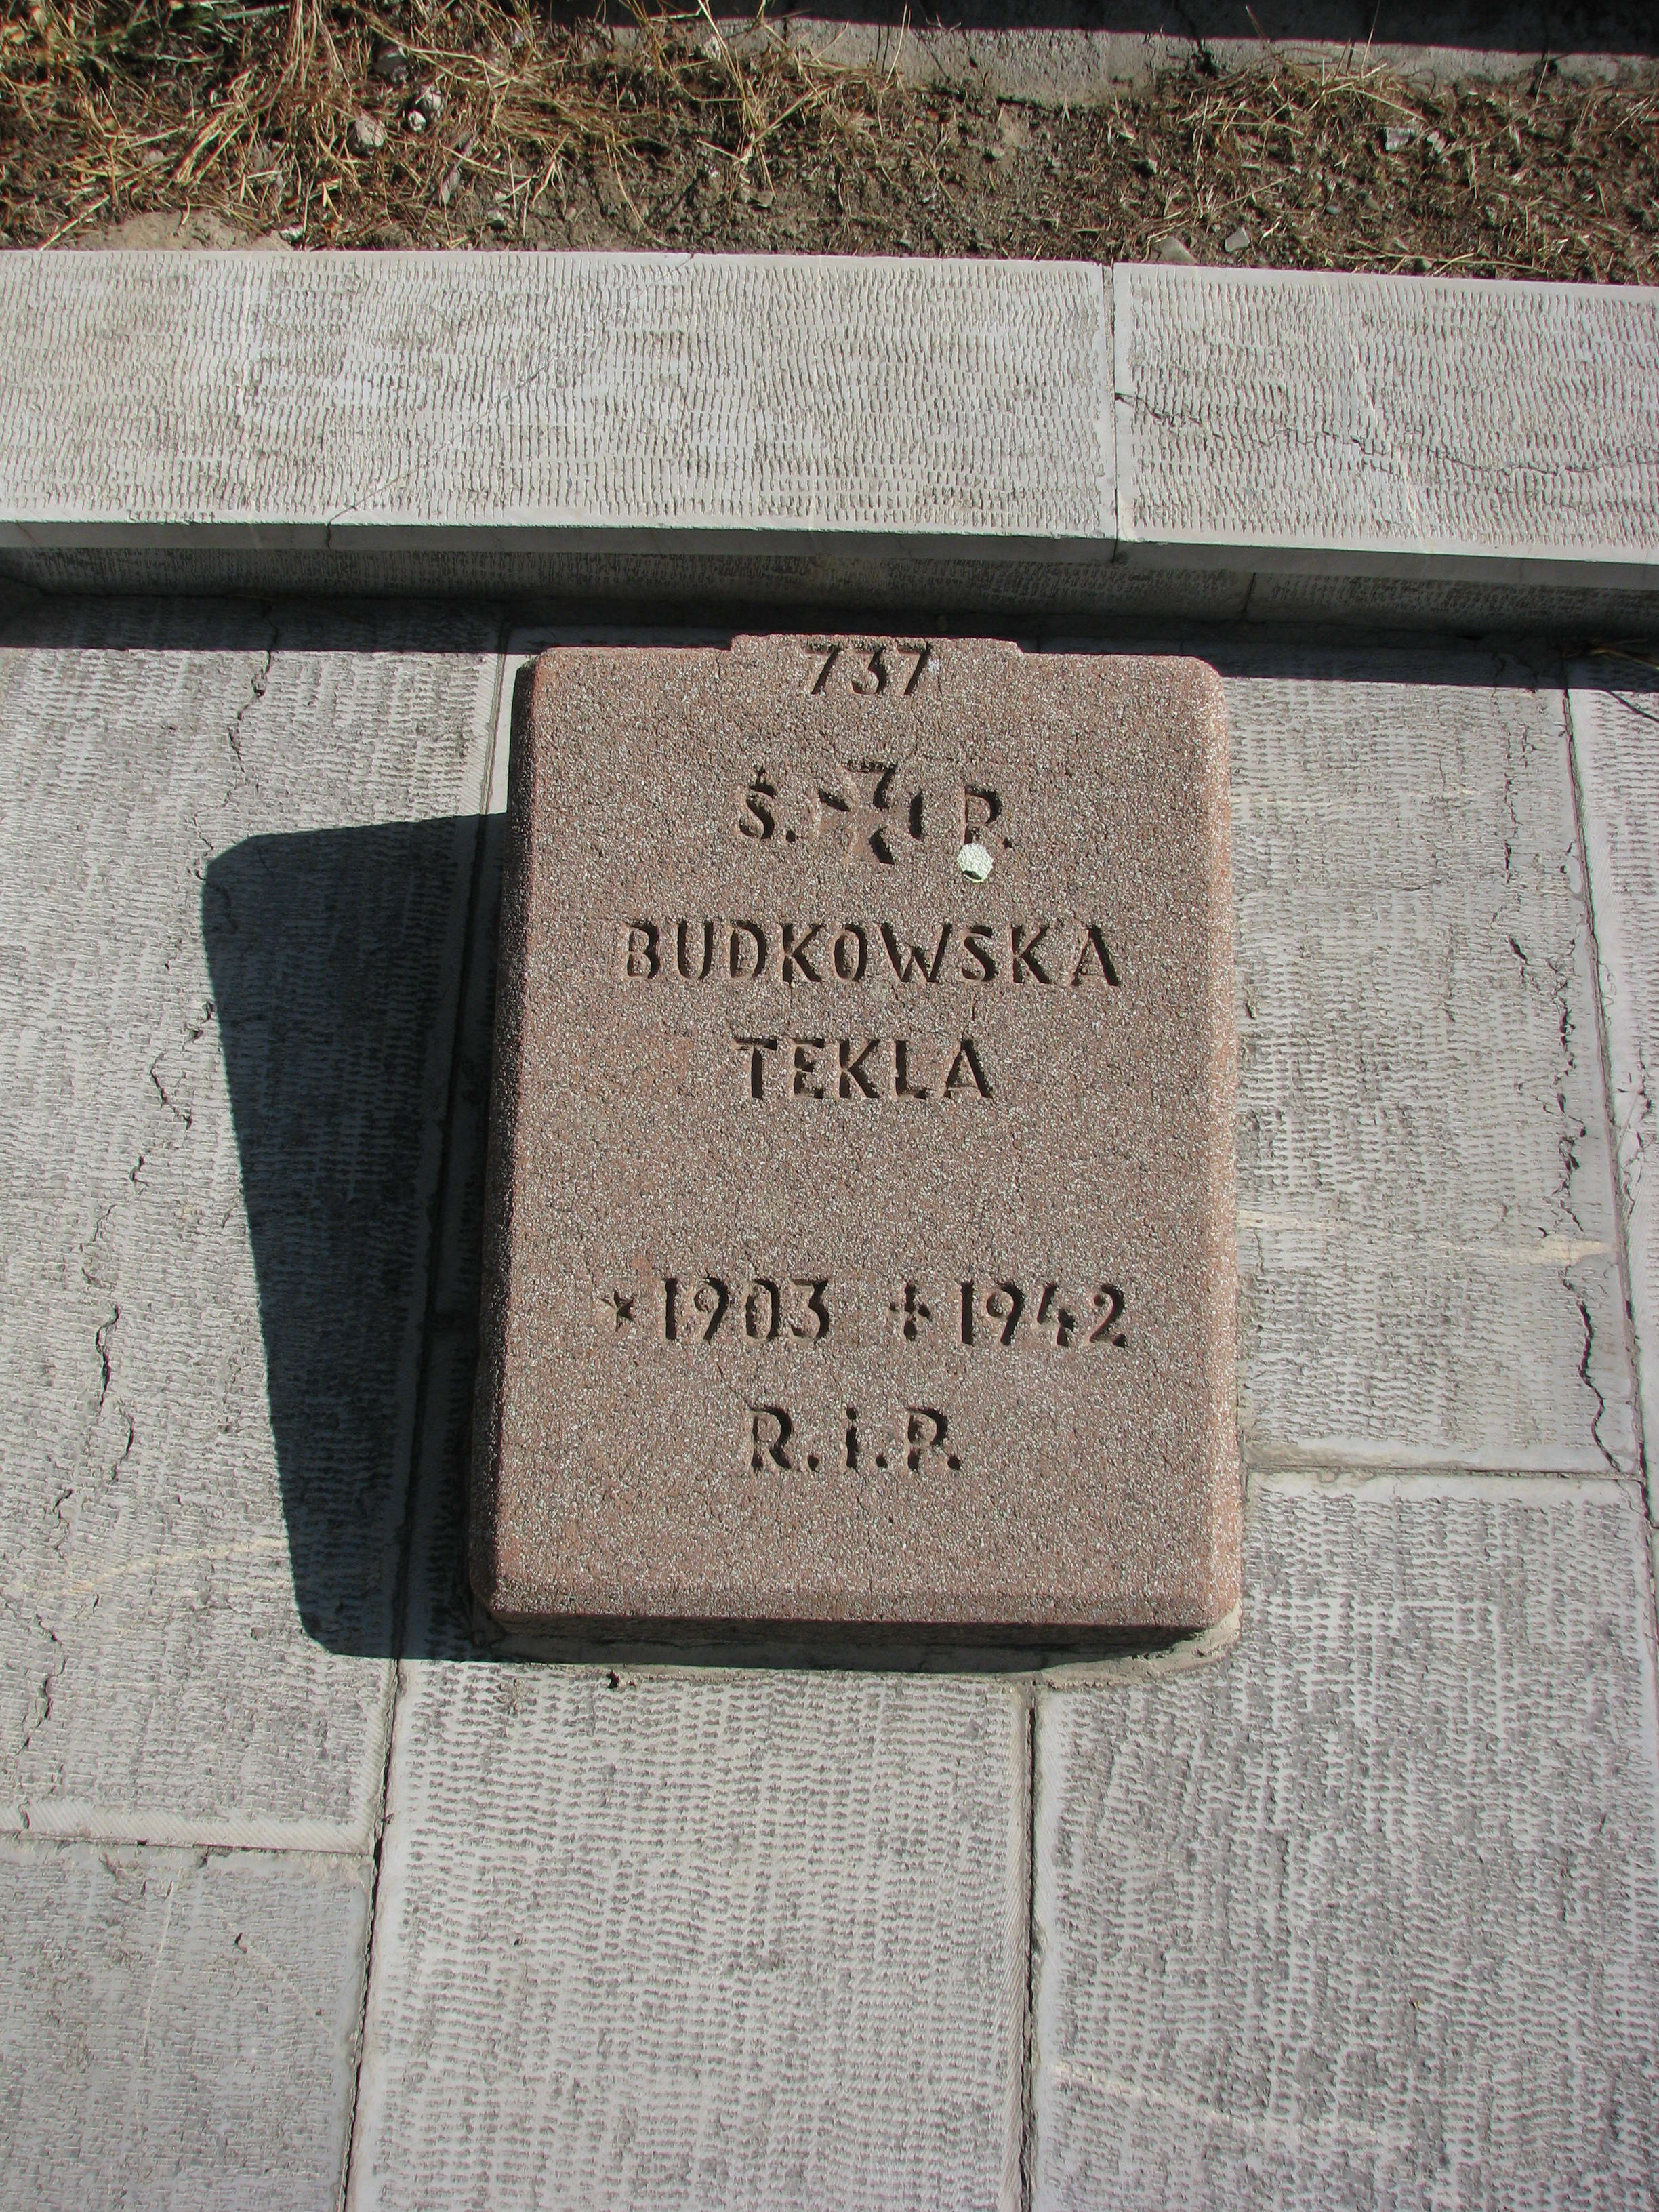 737
Ś. P.
BUDKOWSKA
TEKLA
*1903 +1942
R.i.P.